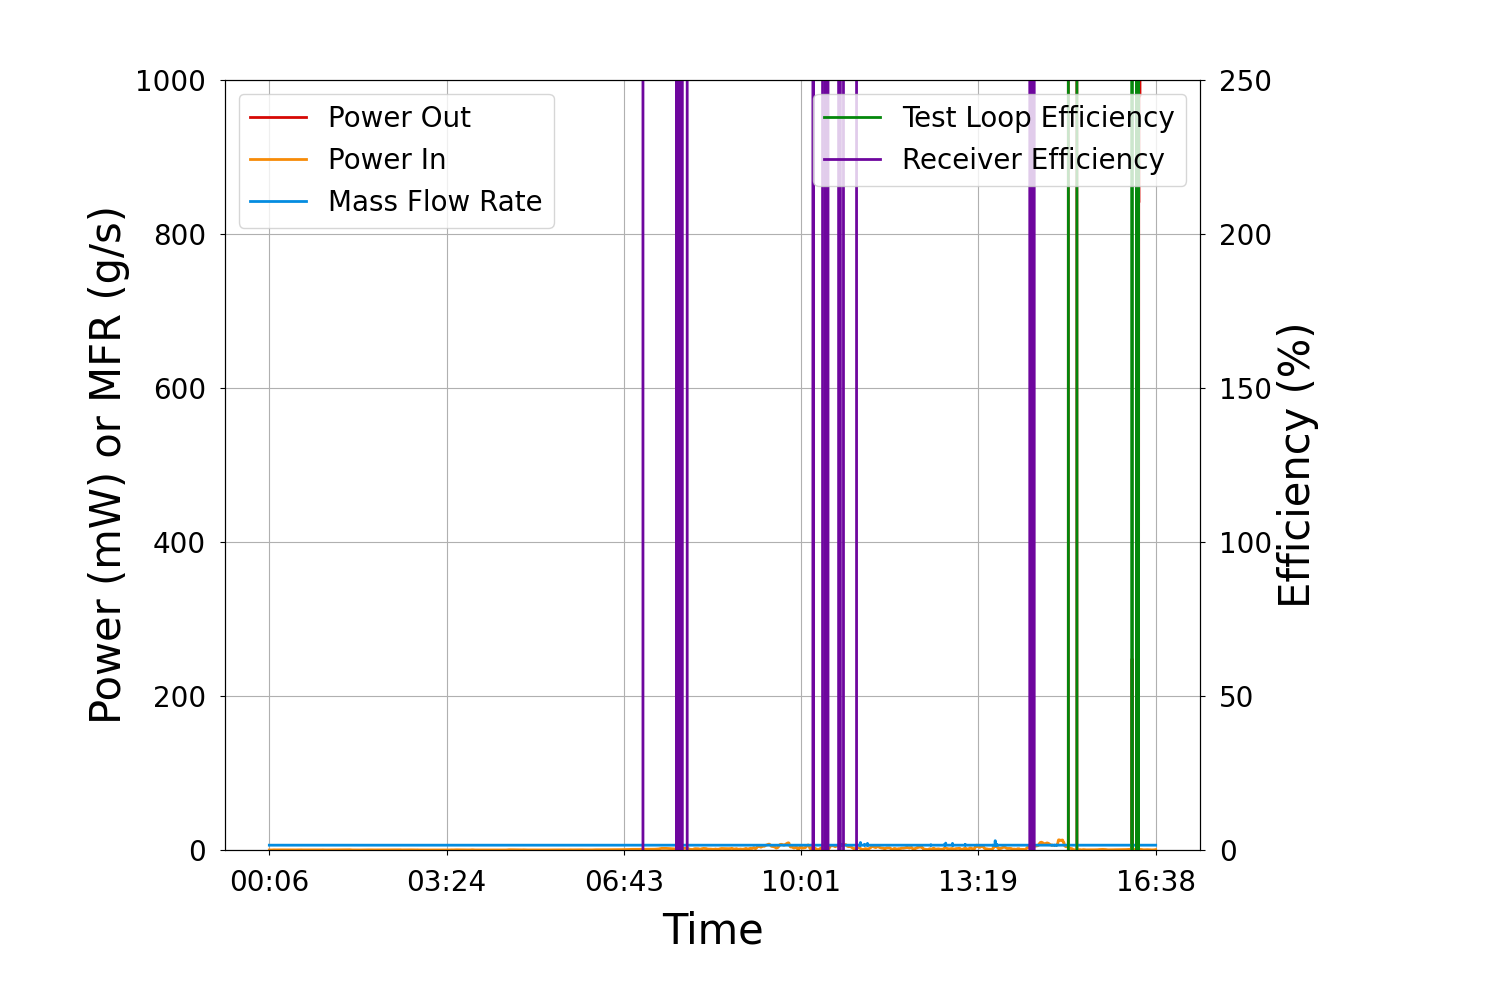 Power (mW) or MFR (g/s)
1000
800
600
400
200
0
Power Out
Power In
Mass Flow Rate
Test Loop Efficiency
Receiver Efficiency
250
200
150
100
50
0
Efficiency (%)
00:06 03:24 06:43 10:01 13:19 16:38
Time